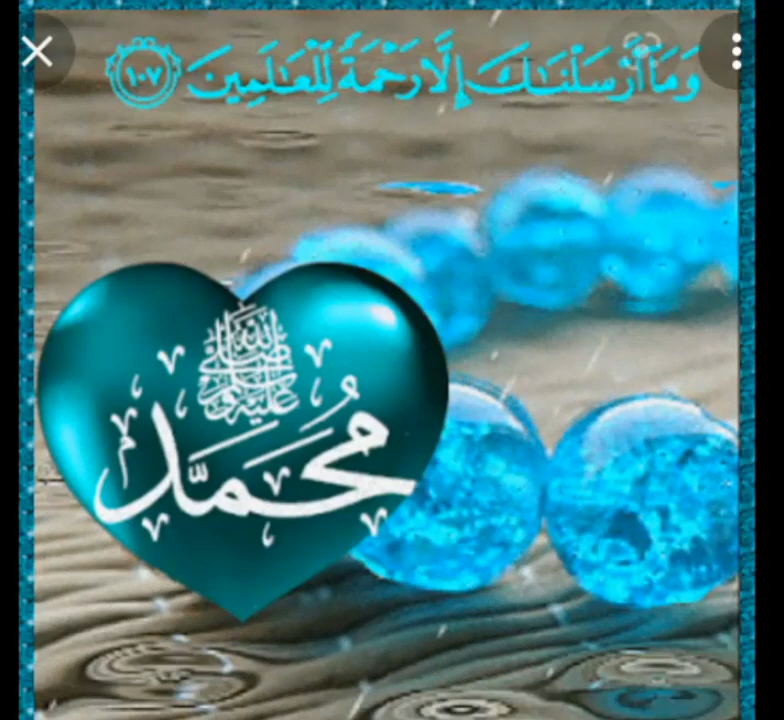 وَمَآ أَرْسَلْنَـٰكَ إِلَّا رَحْمَةً لِّلْعَـٰلَمِينَ ١٠٧
صلى الله عليه وسلم
مُحَمَّد